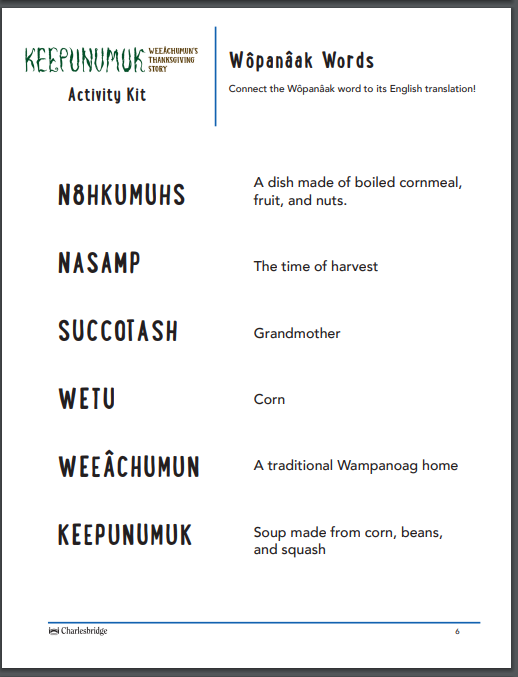 KEEPUNUMUK WEEÂCHUMUN'S
THANKSGIVING
STORY
Activity Kit
Wôpanâak Words
Connect the Wôpanâak word to its English translation!
N8HKUMUHS
A dish made of boiled cornmeal,
fruit, and nuts.
NASAMP
The time of harvest
SUCCOTASH
Grandmother
WETU
Corn
WEEÂCHUMUN
A traditional Wampanoag home
KEEPUNUMUK
Soup made from corn, beans,
and squash
Charlesbridge
6